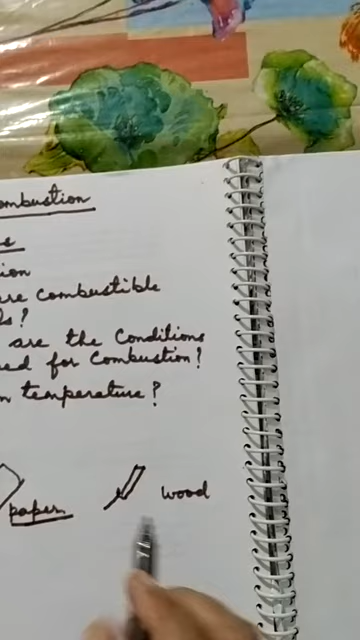 ombustion
ion
are combustible
ls?
are the Conditions
ed for Combustion?
n temperature?
paper
wood